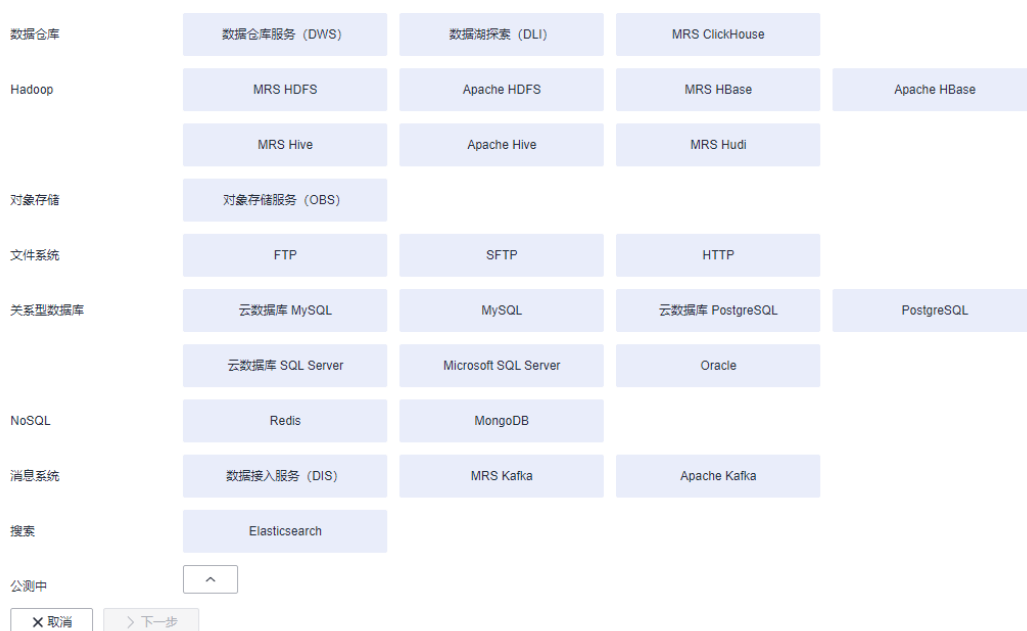 数据仓库 数据仓库服务（DWS） 数据湖探索（DLI） MRS ClickHouse
Hadoop MRS HDFS Apache HDFS MRS HBase Apache HBase
MRS Hive Apache Hive MRS Hudi
对象存储 对象存储服务（OBS）
文件系统 FTP SFTP HTTP
关系型数据库 云数据库 MySQL MySQL 云数据库 PostgreSQL PostgreSQL
云数据库 SQL Server Microsoft SQL Server Oracle
NoSQL Redis MongoDB
消息系统 数据接入服务（DIS） MRS Kafka Apache Kafka
搜索 Elasticsearch
公测中
取消 下一步